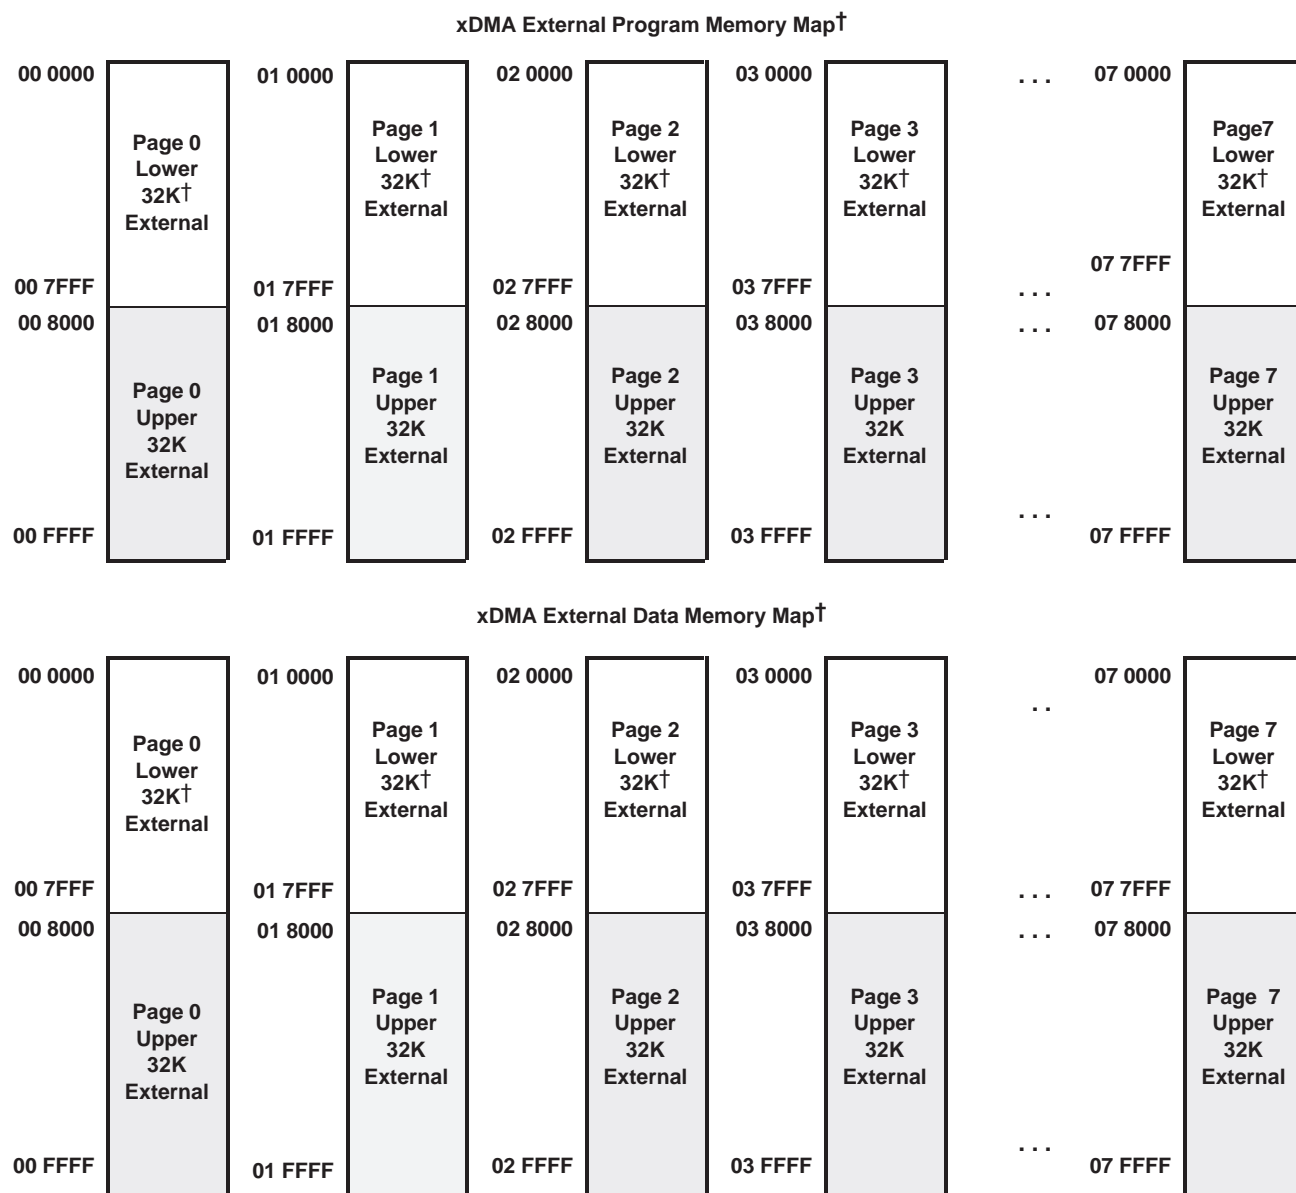 xDMA External Program Memory Map†
00 0000
Page 0
Lower
32K†
External
00 7FFF
00 8000
Page 0
Upper
32K
External
00 FFFF
01 0000
Page 1
Lower
32K†
External
01 7FFF
01 8000
Page 1
Upper
32K
External
01 FFFF
02 0000
Page 2
Lower
32K†
External
02 7FFF
02 8000
Page 2
Upper
32K
External
02 FFFF
03 0000
Page 3
Lower
32K†
External
03 7FFF
03 8000
Page 3
Upper
32K
External
03 FFFF
. . .
. . .
. . .
. . .
07 0000
Page7
Lower
32K†
External
07 7FFF
07 8000
Page 7
Upper
32K
External
07 FFFF
xDMA External Data Memory Map†
00 0000
Page 0
Lower
32K†
External
00 7FFF
00 8000
Page 0
Upper
32K
External
00 FFFF
01 0000
Page 1
Lower
32K†
External
01 7FFF
01 8000
Page 1
Upper
32K
External
01 FFFF
02 0000
Page 2
Lower
32K†
External
02 7FFF
02 8000
Page 2
Upper
32K
External
02 FFFF
03 0000
Page 3
Lower
32K†
External
03 7FFF
03 8000
Page 3
Upper
32K
External
03 FFFF
. .
. . .
. . .
. . .
07 0000
Page 7
Lower
32K†
External
07 7FFF
07 8000
Page 7
Upper
32K
External
07 FFFF